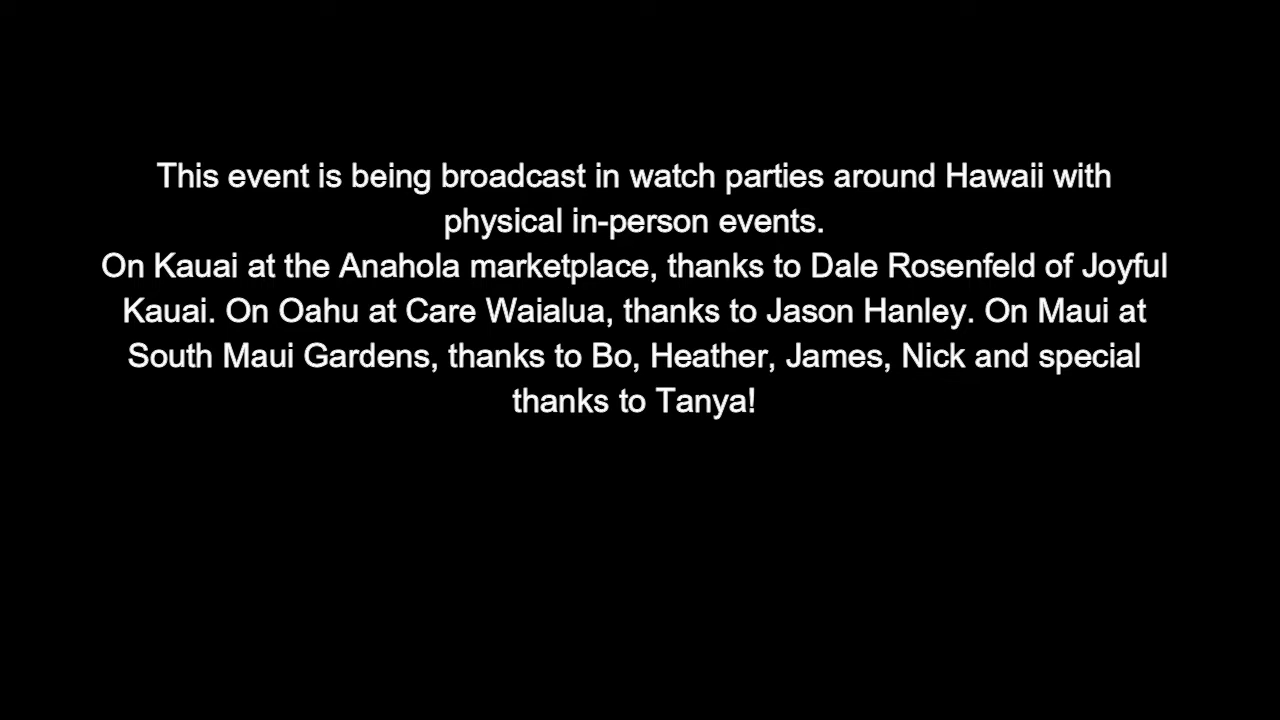 This event is being broadcast in watch parties around Hawaii with
physical in-person events.
On Kauai at the Anahola marketplace, thanks to Dale Rosenfeld of Joyful
Kauai. On Oahu at Care Waialua, thanks to Jason Hanley. On Maui at
South Maui Gardens, thanks to Bo, Heather, James, Nick and special
thanks to Tanya!